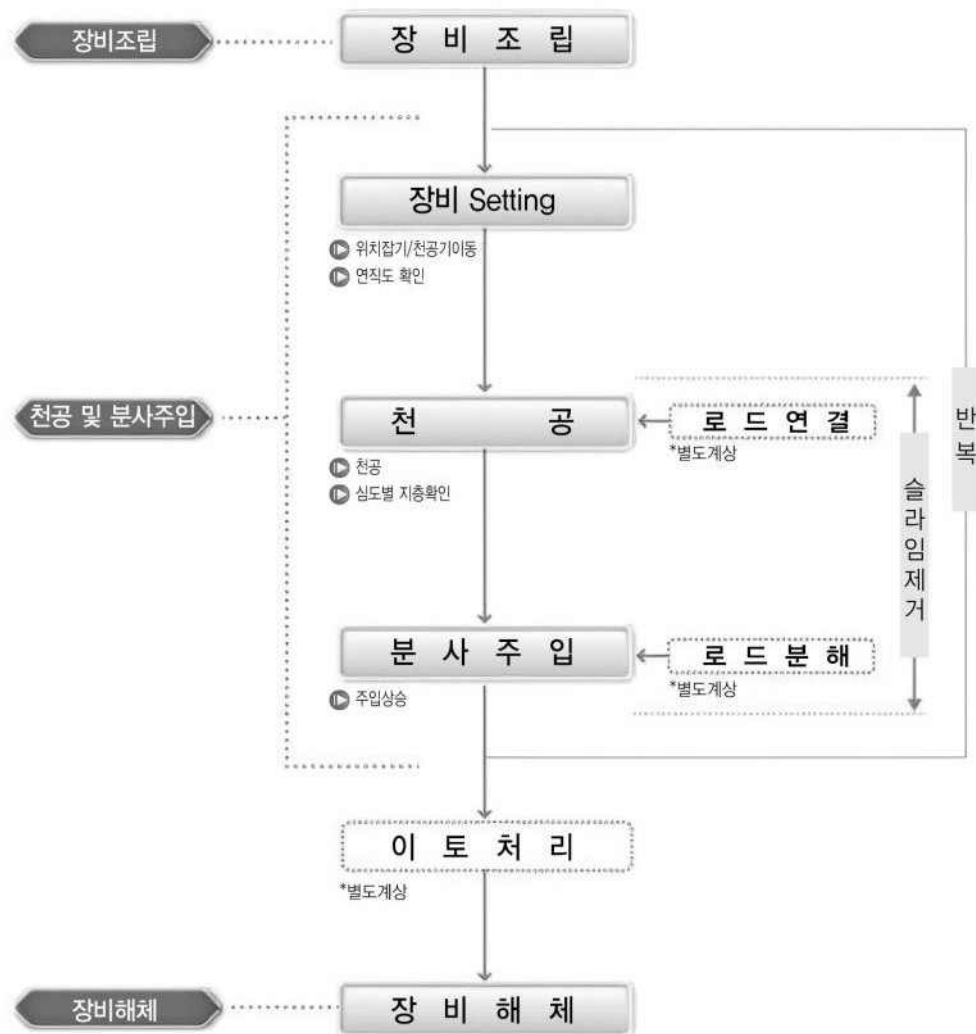 장비조립
장 비 조 립
장비 Setting
위치잡기/천공기이동
연직도 확인
천공 및 분사주입
천 공
로 드 연 결
*별도계상
천공
심도별 지층확인
반복
슬라임제거
분 사 주 입
로 드 분 해
*별도계상
주입상승
이 토 처 리
*별도계상
장비해체
장 비 해 체